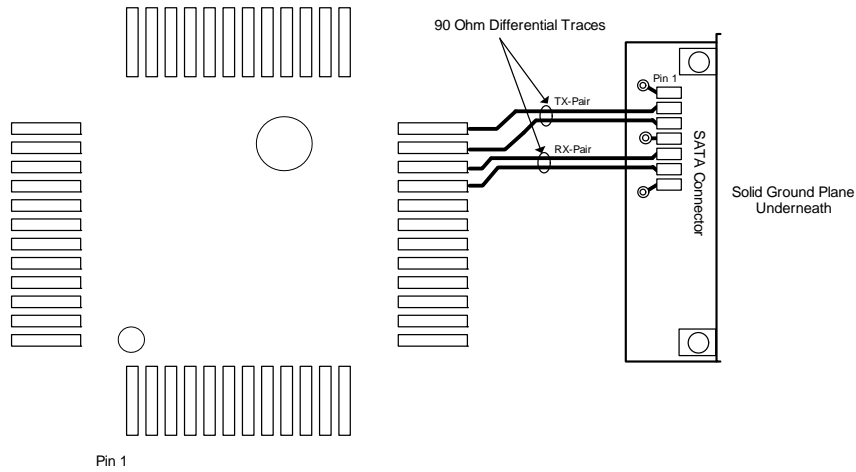 90 Ohm Differential Traces
Pin 1
TX-Pair
RX-Pair
SATA Connector
Solid Ground Plane
Underneath
Pin 1